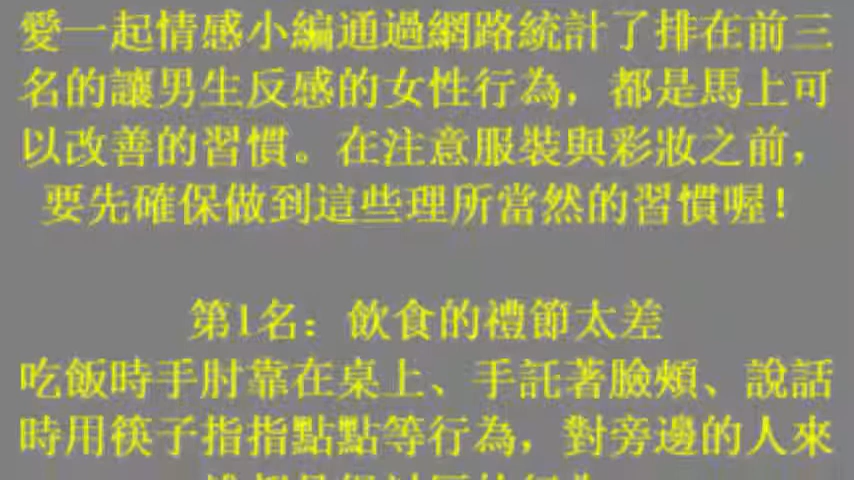 愛一起情感小編通過網路統計了排在前三
名的讓男生反感的女性行為，都是馬上可
以改善的習慣。在注意服裝與彩妝之前，
要先確保做到這些理所當然的習慣喔！
第1名：飲食的禮節太差
吃飯時手肘靠在桌上、手託著臉頰、說話
時用筷子指指點點等行為，對旁邊的人來